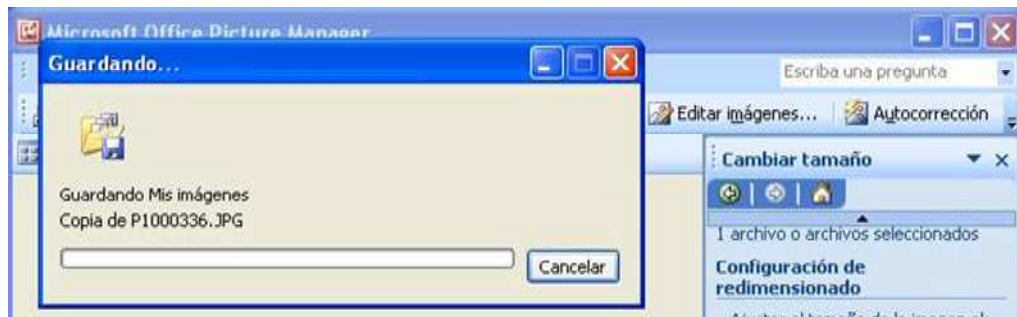 Microsoft Office Picture Manager
Guardando...
Escriba una pregunta
Editar imágenes...
Autocorrección
Cambiar tamaño
Guardando Mis imágenes
Copia de P1000336.JPG
Cancelar
1 archivo o archivos seleccionados
Configuración de
redimensionado